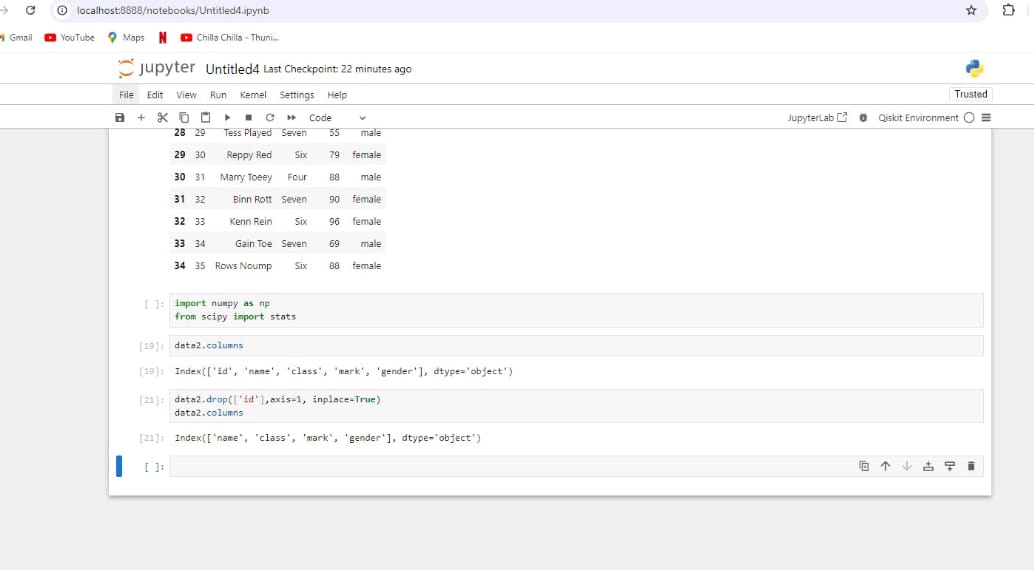 localhost:8888/notebooks/Untitled4.ipynb
Gmail YouTube Maps Chilla Chilla - Thuni...
jupyter Untitled4 Last Checkpoint: 22 minutes ago
File Edit View Run Kernel Settings Help Trusted
Code JupyterLab Qiskit Environment
28 29 Tess Played Seven 55 male
29 30 Reppy Red Six 79 female
30 31 Marry Toeey Four 88 male
31 32 Binn Rott Seven 90 female
32 33 Kenn Rein Six 96 female
33 34 Gain Toe Seven 69 male
34 35 Rows Noump Six 88 female
[ ]: import numpy as np
from scipy import stats
[19]: data2.columns
[19]: Index(['id', 'name', 'class', 'mark', 'gender'], dtype='object')
[21]: data2.drop(['id'],axis=1, inplace=True)
data2.columns
[21]: Index(['name', 'class', 'mark', 'gender'], dtype='object')
[ ]: